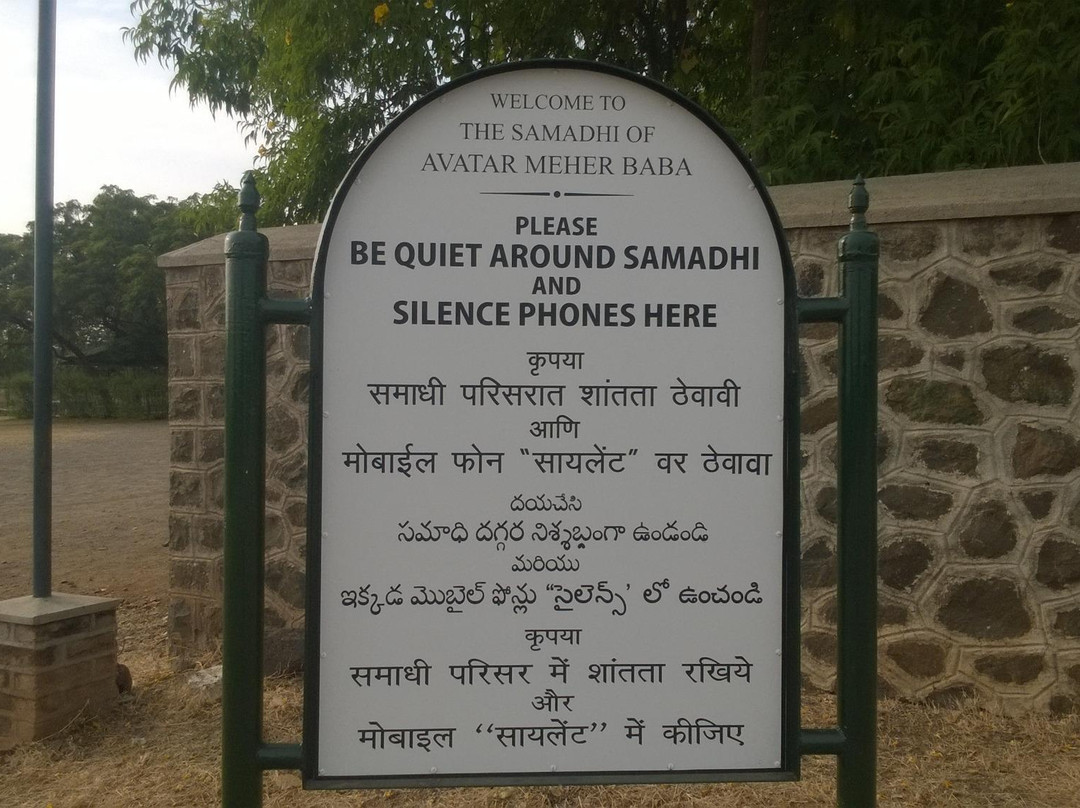 WELCOME TO
THE SAMADHI OF
AVATAR MEHER BABA
PLEASE
BE QUIET AROUND SAMADHI
AND
SILENCE PHONES HERE
कृपया
समाधी परिसरात शांतता ठेवावी
आणि
मोबाईल फोन "सायलेंट" वर ठेवावा
దయచేసి
సమాధి దగ్గర నిశ్శబ్దంగా ఉండండి
మరియు
ఇక్కడ మొబైల్ ఫోన్లు "సైలెన్స్' లో ఉంచండి
कृपया
समाधी परिसर में शांतता रखिये
और
मोबाइल ''सायलेंट'' में कीजिए